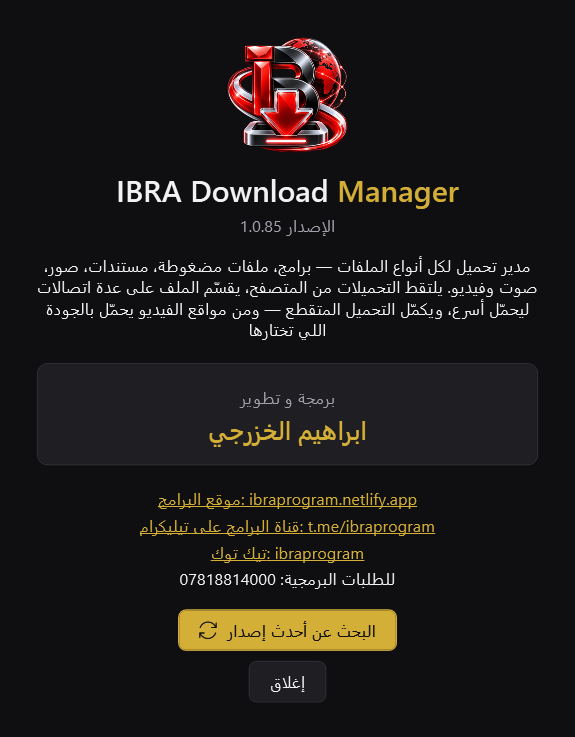 IBRA Download Manager
الإصدار 1.0.85
مدير تحميل لكل أنواع الملفات — برامج، ملفات مضغوطة، مستندات، صور،
صوت وفيديو. يلتقط التحميلات من المتصفح، يقسّم الملف على عدة اتصالات
ليحمّل أسرع، ويكمّل التحميل المتقطع — ومن مواقع الفيديو يحمّل بالجودة
اللي تختارها
برمجة و تطوير
ابراهيم الخزرجي
موقع البرامج: ibraprogram.netlify.app
قناة البرامج على تيليكرام: t.me/ibraprogram
تيك توك: ibraprogram
للطلبات البرمجية: 07818814000
البحث عن أحدث إصدار
إغلاق